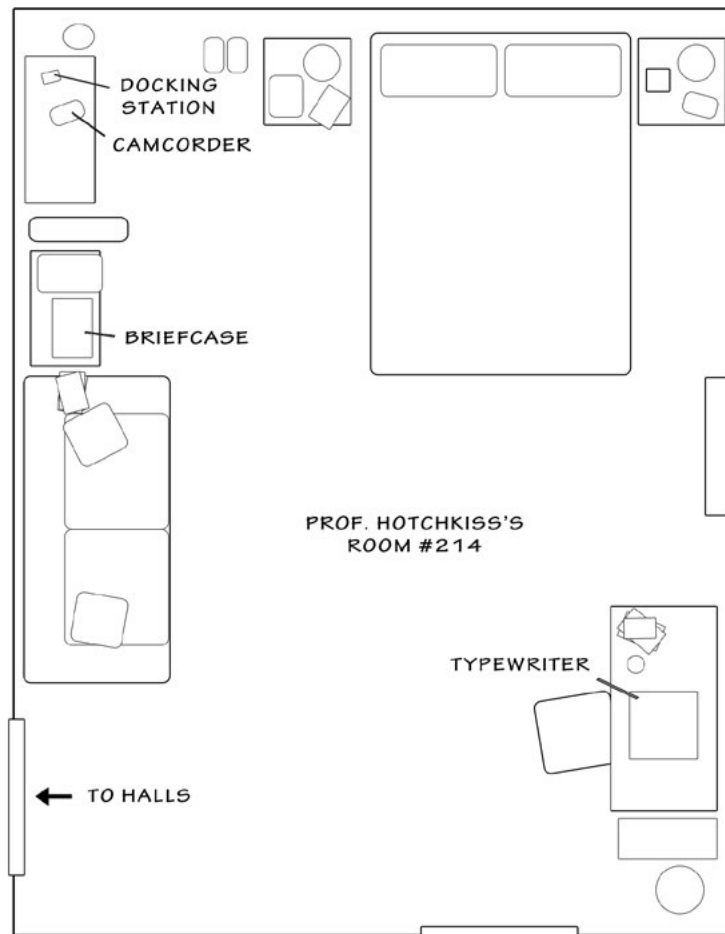 DOCKING
STATION
CAMCORDER
BRIEFCASE
PROF. HOTCHKISS'S
ROOM #214
TYPEWRITER
TO HALLS